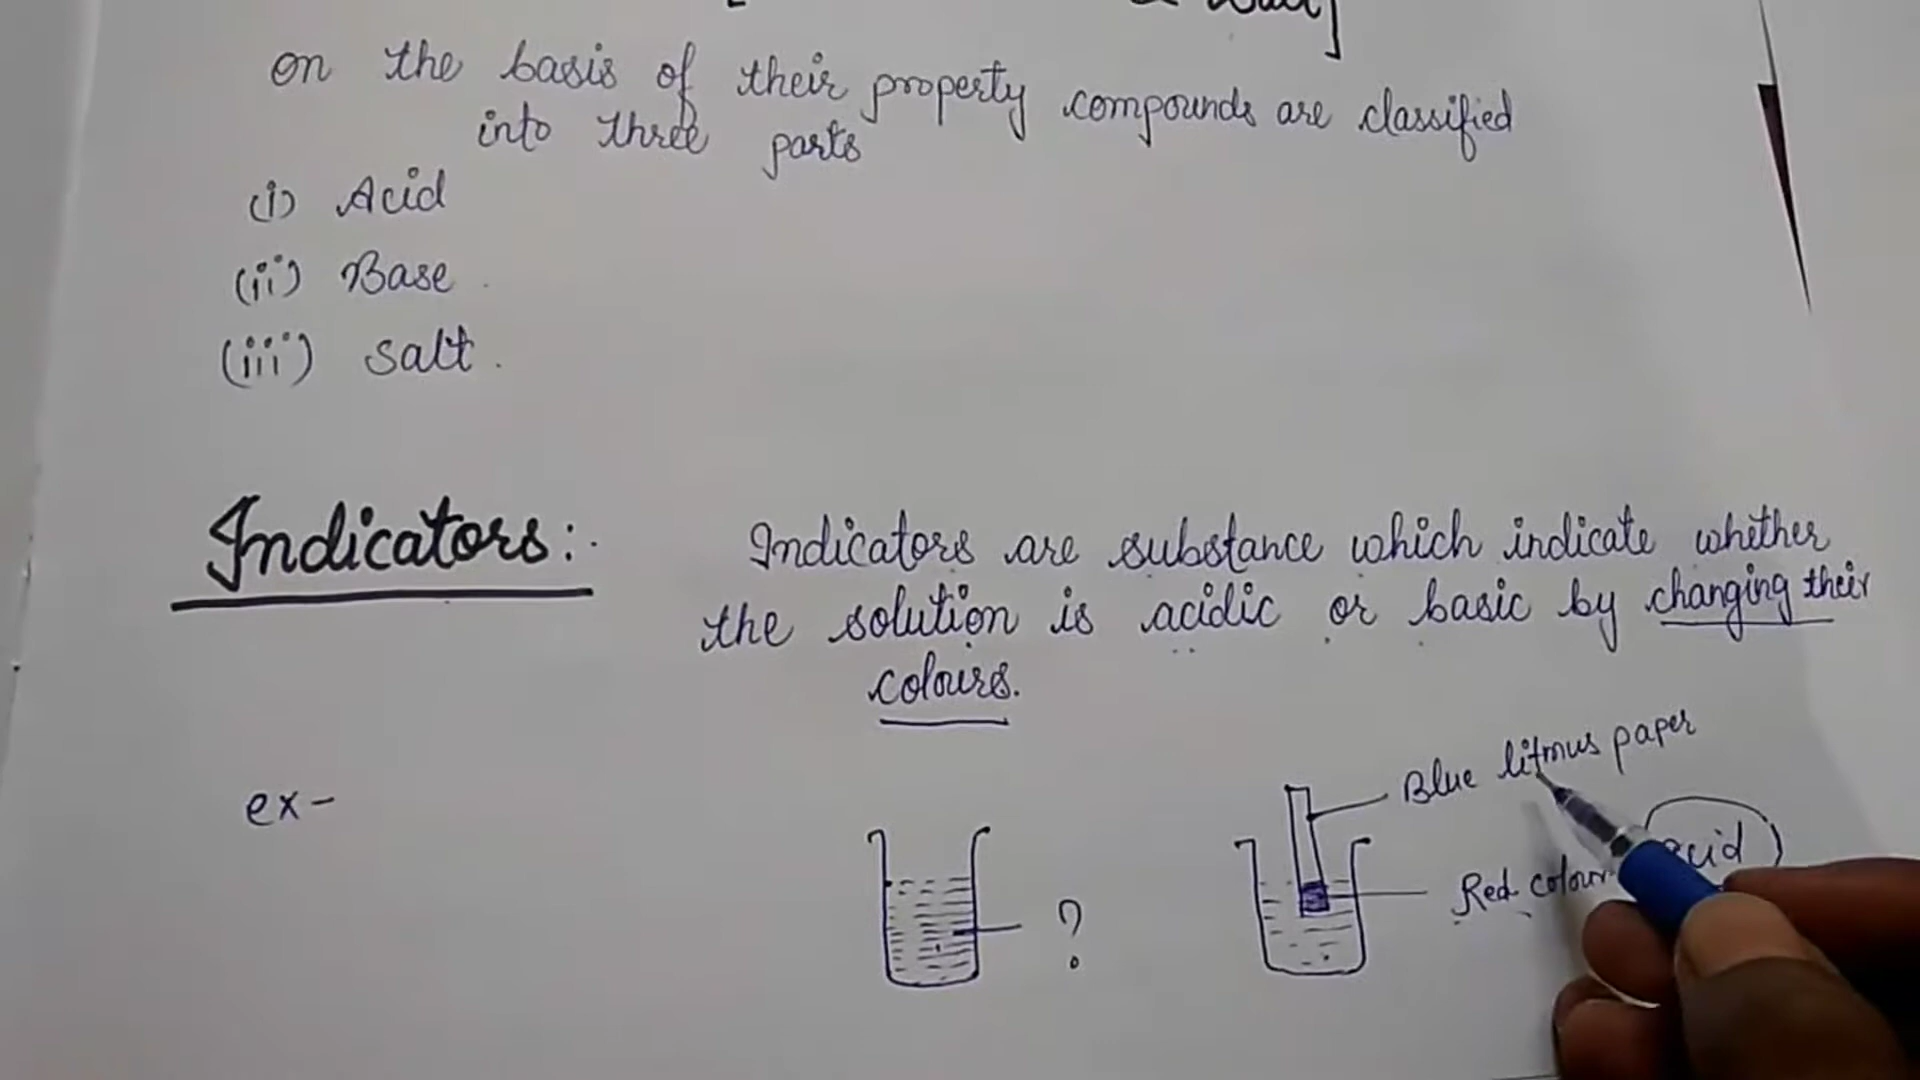 on the basis of their property compounds are classified
into three parts
(i) Acid
(ii) Base
(iii) salt.
Indicators:-
Indicators are substance which indicate whether
the solution is acidic or basic by changing their
colours.
ex-
?
Blue litmus paper
Red colour